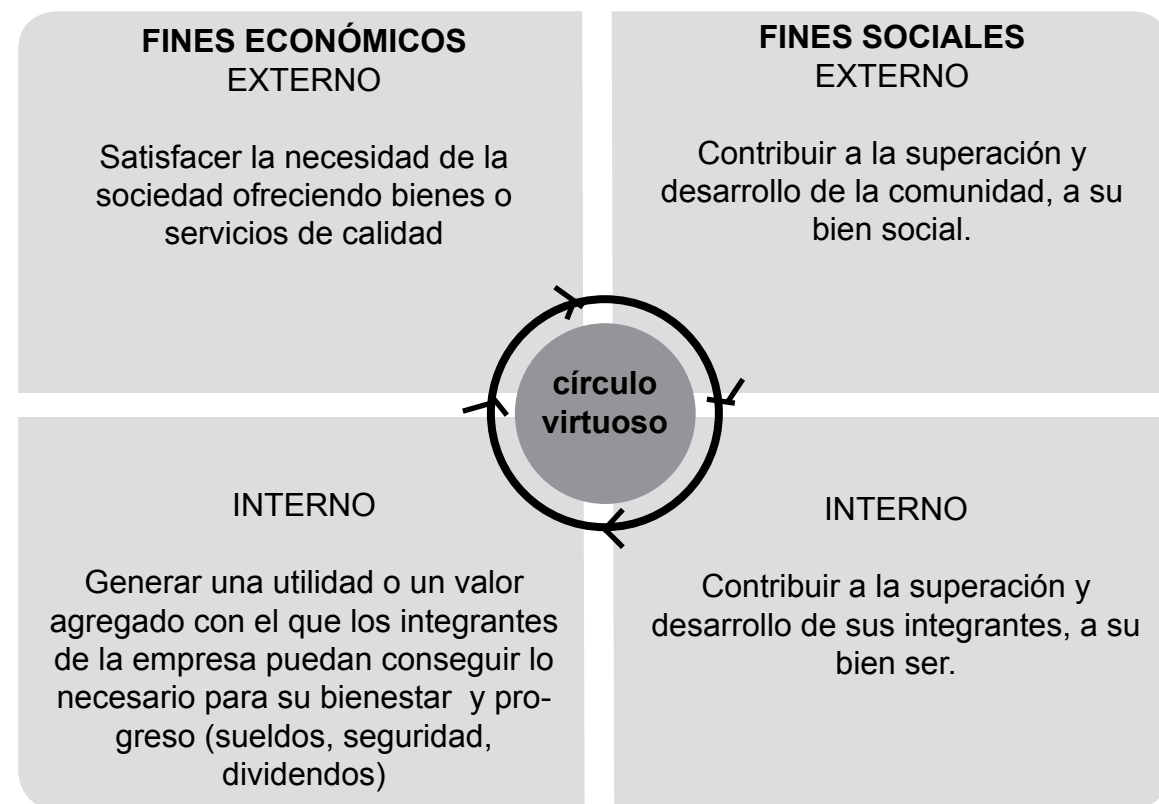 FINES ECONÓMICOS
EXTERNO
Satisfacer la necesidad de la
sociedad ofreciendo bienes o
servicios de calidad
FINES SOCIALES
EXTERNO
Contribuir a la superación y
desarrollo de la comunidad, a su
bien social.
círculo
virtuoso
INTERNO
Generar una utilidad o un valor
agregado con el que los integrantes
de la empresa puedan conseguir lo
necesario para su bienestar y pro-
greso (sueldos, seguridad,
dividendos)
INTERNO
Contribuir a la superación y
desarrollo de sus integrantes, a su
bien ser.